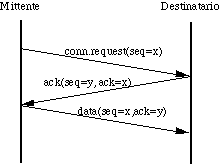 Mittente Destinatario
conn.request(seq=x)
ack(seq=y, ack=x)
data(seq=x,ack=y)